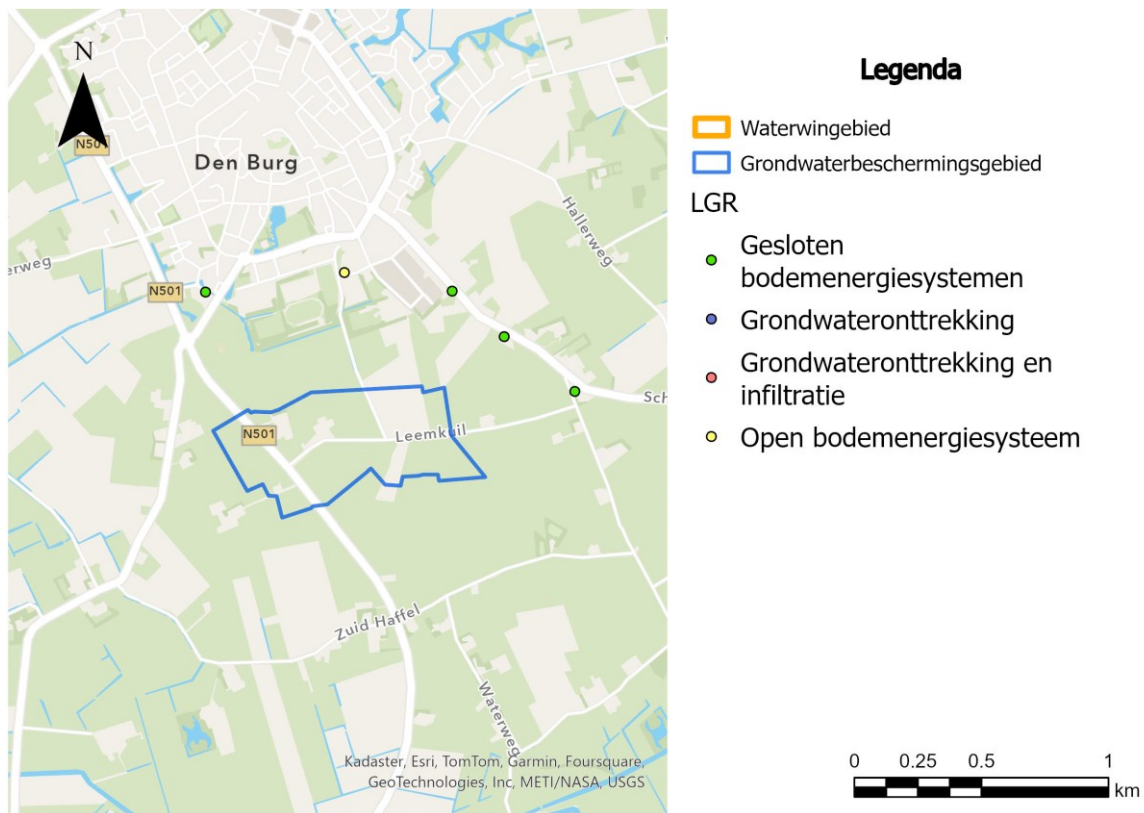 N
N501
Den Burg
Hallerweg
erweg
N501
N501
Leemkuil
Sch
Zuid Haffel
Waterweg
Kadaster, Esri, TomTom, Garmin, Foursquare,
GeoTechnologies, Inc, METI/NASA, USGS
Legenda
Waterwingebied
Grondwaterbeschermingsgebied
LGR
Gesloten
bodemenergiesystemen
Grondwateronttrekking
Grondwateronttrekking en
infiltratie
Open bodemenergiesysteem
0 0.25 0.5 1
km